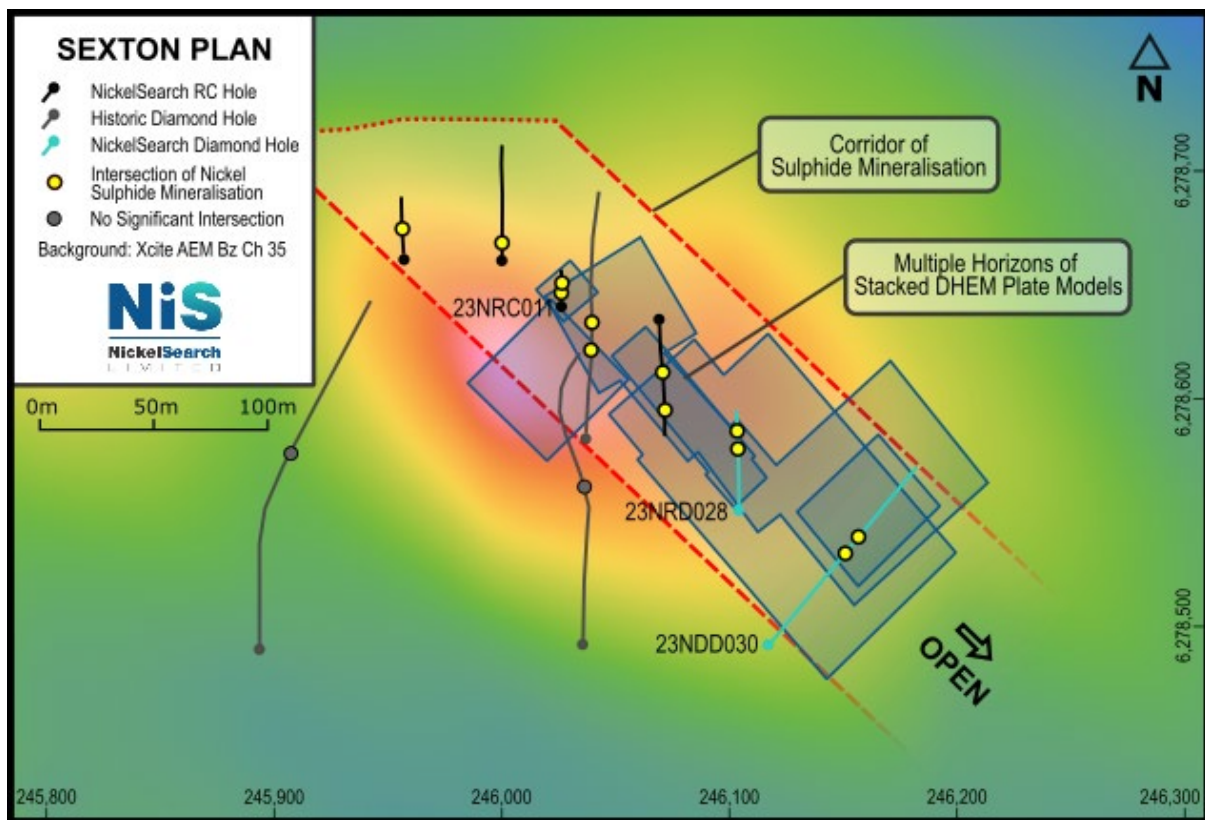 SEXTON PLAN
NickelSearch RC Hole
Historic Diamond Hole
NickelSearch Diamond Hole
Intersection of Nickel
Sulphide Mineralisation
No Significant Intersection
Background: Xcite AEM Bz Ch 35
NiS
NickelSearch
LIMITED
0m 50m 100m
N
Corridor of
Sulphide Mineralisation
Multiple Horizons of
Stacked DHEM Plate Models
23NRC011
23NRD028
23NDD030
OPEN
6,278,700
6,278,600
6,278,500
245,800 245,900 246,000 246,100 246,200 246,300